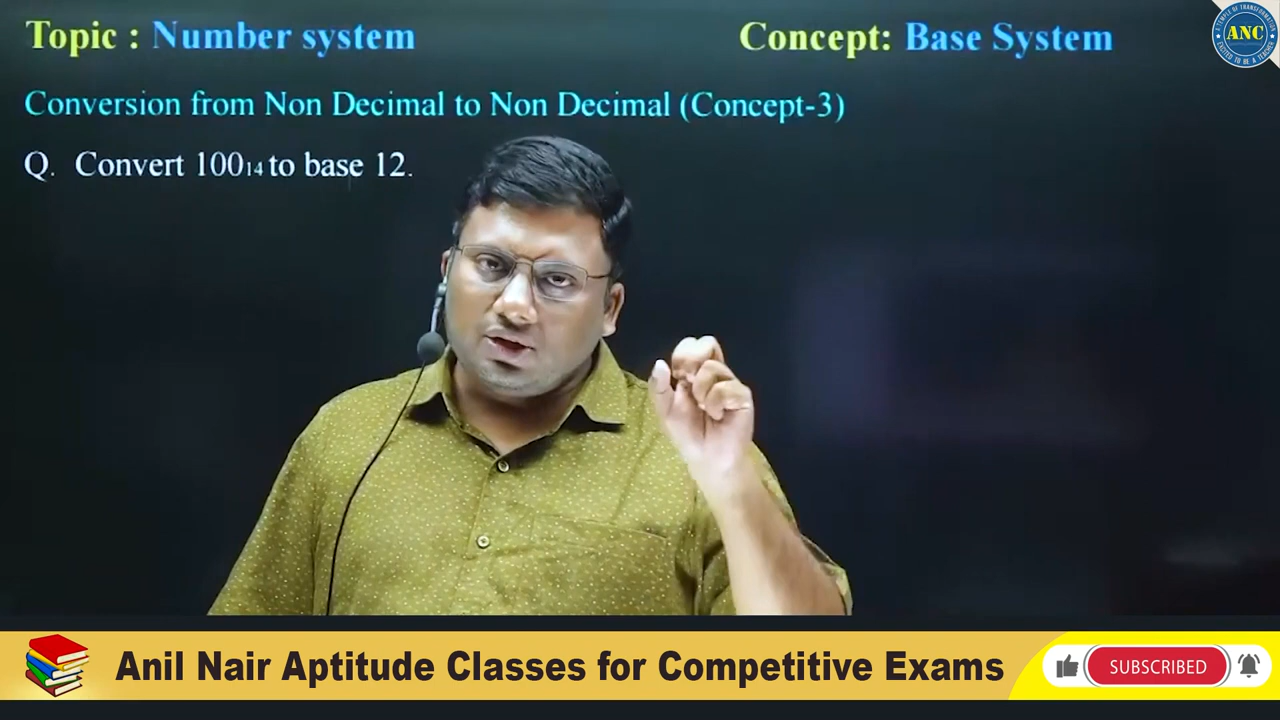 Topic : Number system
Concept: Base System
ANC
Conversion from Non Decimal to Non Decimal (Concept-3)
Q. Convert 100₁₄ to base 12.
Anil Nair Aptitude Classes for Competitive Exams
SUBSCRIBED